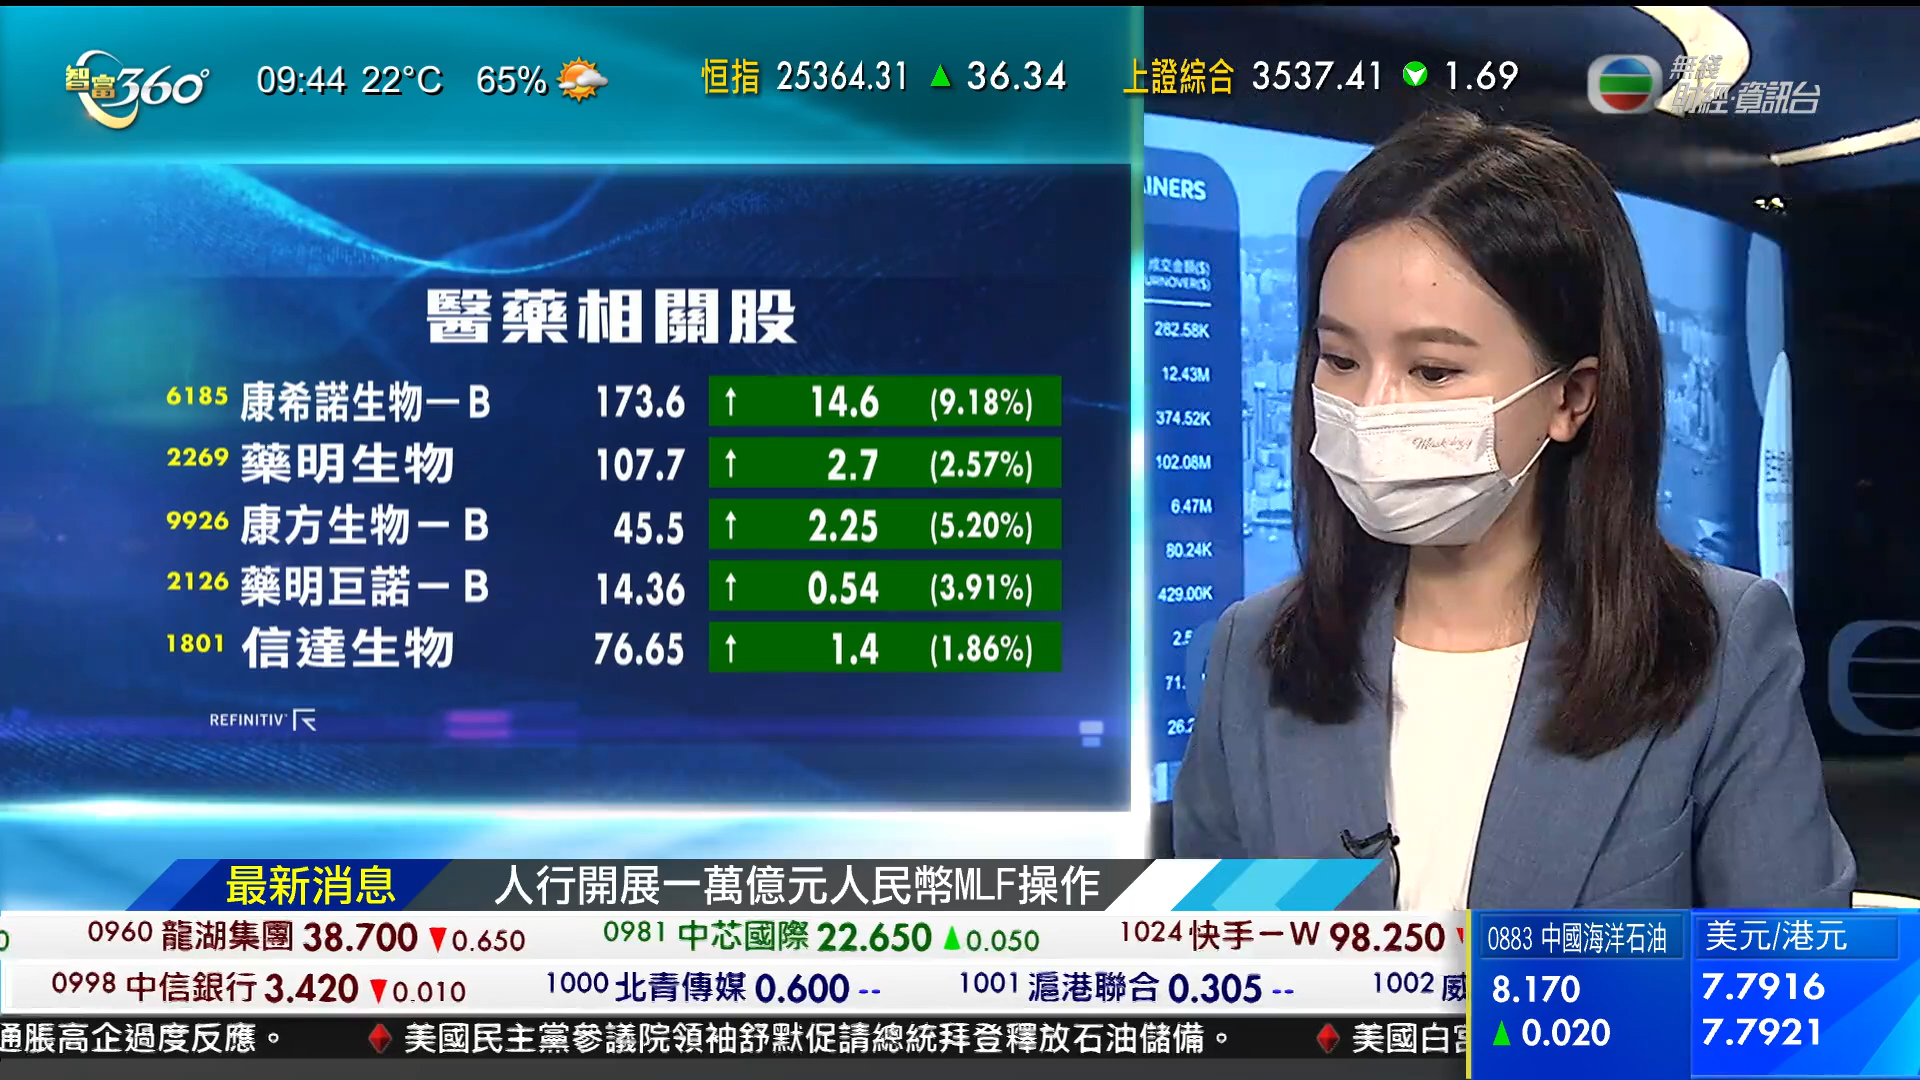 智富360° 09:44 22°C 65% 恒指 25364.31 ▲ 36.34 上證綜合 3537.41 ▼ 1.69
無綫
財經·資訊台
醫藥相關股
6185 康希諾生物－B 173.6 ↑ 14.6 (9.18%)
2269 藥明生物 107.7 ↑ 2.7 (2.57%)
9926 康方生物－B 45.5 ↑ 2.25 (5.20%)
2126 藥明巨諾－B 14.36 ↑ 0.54 (3.91%)
1801 信達生物 76.65 ↑ 1.4 (1.86%)
REFINITIV
AINERS
成交金額($)
URNOVER($)
282.58K
12.43M
374.52K
102.08M
6.47M
80.24K
429.00K
最新消息 人行開展一萬億元人民幣MLF操作
0960 龍湖集團 38.700 ▼0.650 0981 中芯國際 22.650 ▲0.050 1024 快手－W 98.250
0998 中信銀行 3.420 ▼0.010 1000 北青傳媒 0.600 -- 1001 滬港聯合 0.305 -- 1002 威
通脹高企過度反應。 ♦ 美國民主黨參議院領袖舒默促請總統拜登釋放石油儲備。 ♦ 美國白宮
0883 中國海洋石油
8.170
▲ 0.020
美元/港元
7.7916
7.7921